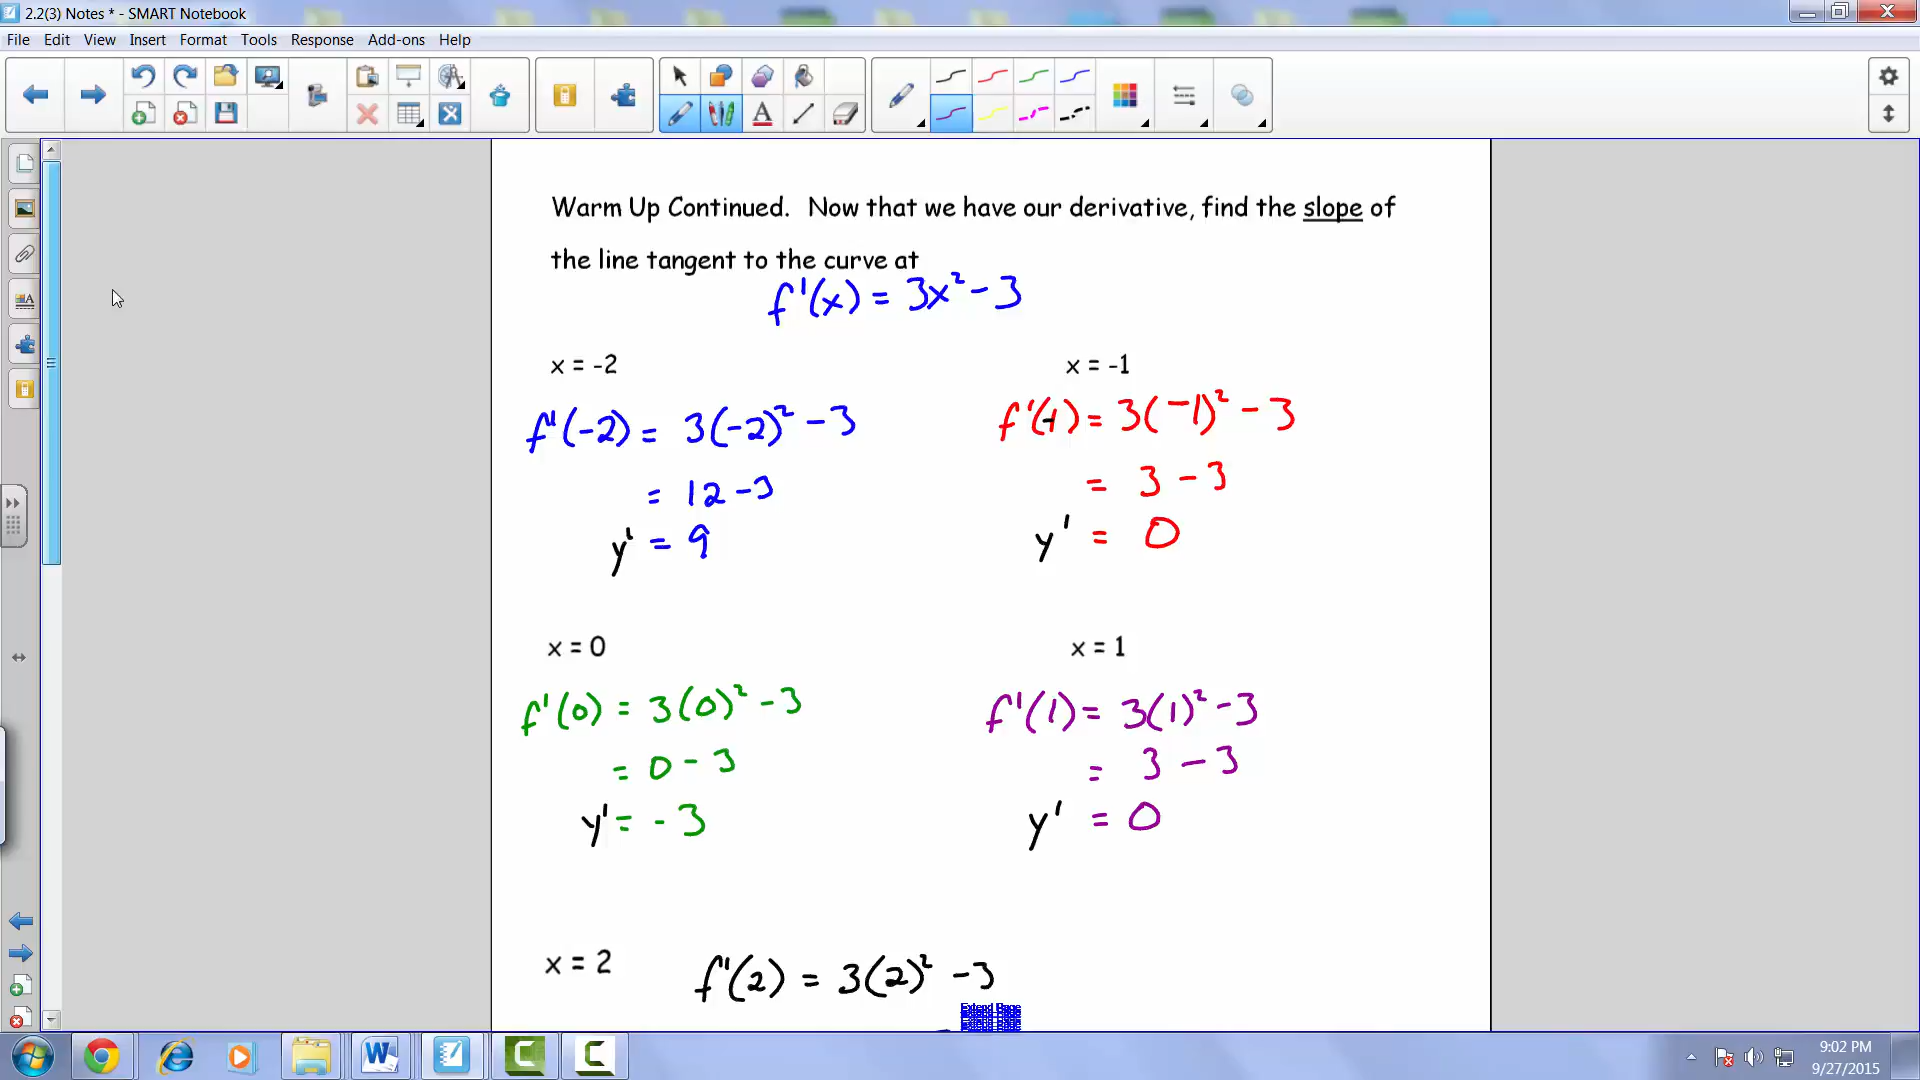 2.2(3) Notes * - SMART Notebook
File Edit View Insert Format Tools Response Add-ons Help
Warm Up Continued. Now that we have our derivative, find the slope of
the line tangent to the curve at
f'(x) = 3x² - 3
x = -2
f'(-2) = 3(-2)² - 3
= 12 - 3
y' = 9
x = -1
f'(-1) = 3(-1)² - 3
= 3 - 3
y' = 0
x = 0
f'(0) = 3(0)² - 3
= 0 - 3
y' = -3
x = 1
f'(1) = 3(1)² - 3
= 3 - 3
y' = 0
x = 2 f'(2) = 3(2)² - 3
Extend Page
9:02 PM
9/27/2015